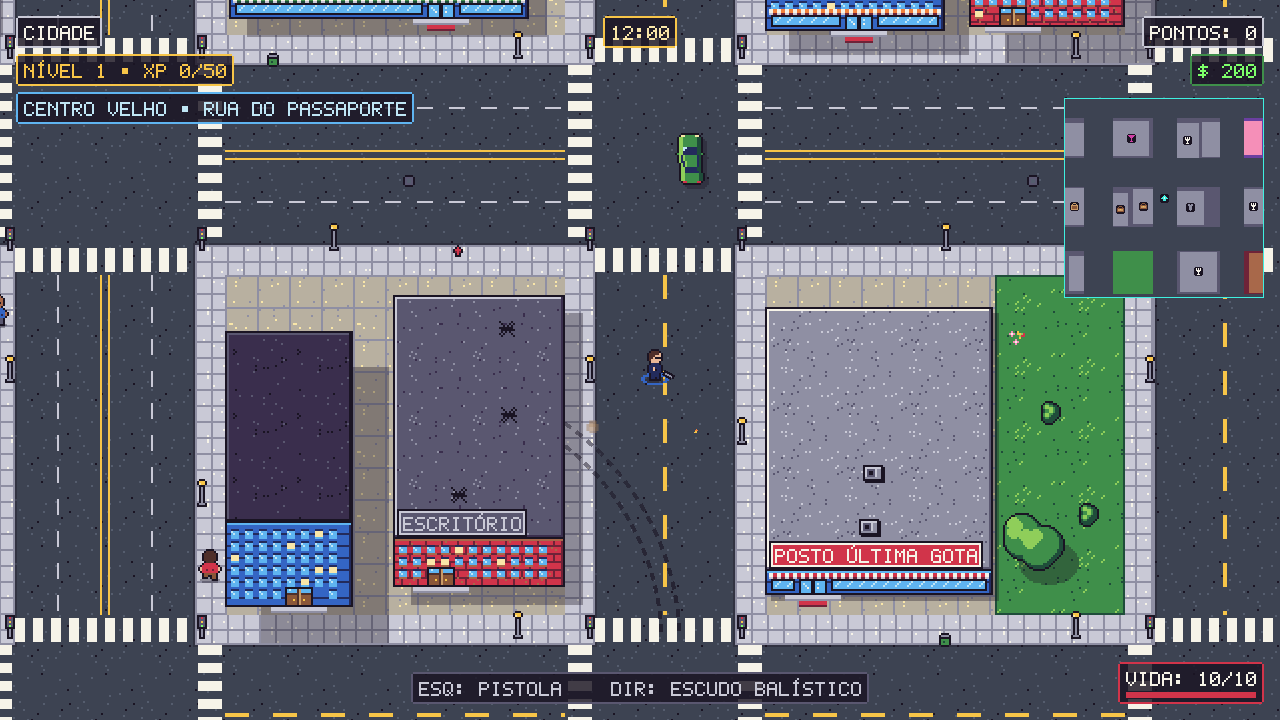 CIDADE
12:00
PONTOS: 0
NÍVEL 1 ▪ XP 0/50
$ 200
CENTRO VELHO ▪ RUA DO PASSAPORTE
ESCRITÓRIO
POSTO ÚLTIMA GOTA
ESQ: PISTOLA
DIR: ESCUDO BALÍSTICO
VIDA: 10/10